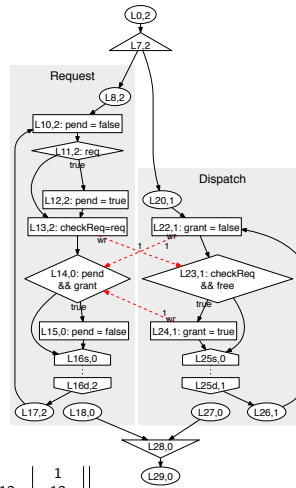 L0,2
L7,2
Request
L8,2
L10,2: pend = false
L11,2: req
true
L12,2: pend = true
Dispatch
L20,1
L13,2: checkReq=req
L22,1: grant = false
wr
wr
1
1
L14,0: pend
&& grant
L23,1: checkReq
&& free
true
true
1
wr
L15,0: pend = false
L24,1: grant = true
L16s,0
L25s,0
L16d,2
L25d,1
L17,2
L18,0
L27,0
L26,1
L28,0
L29,0
1